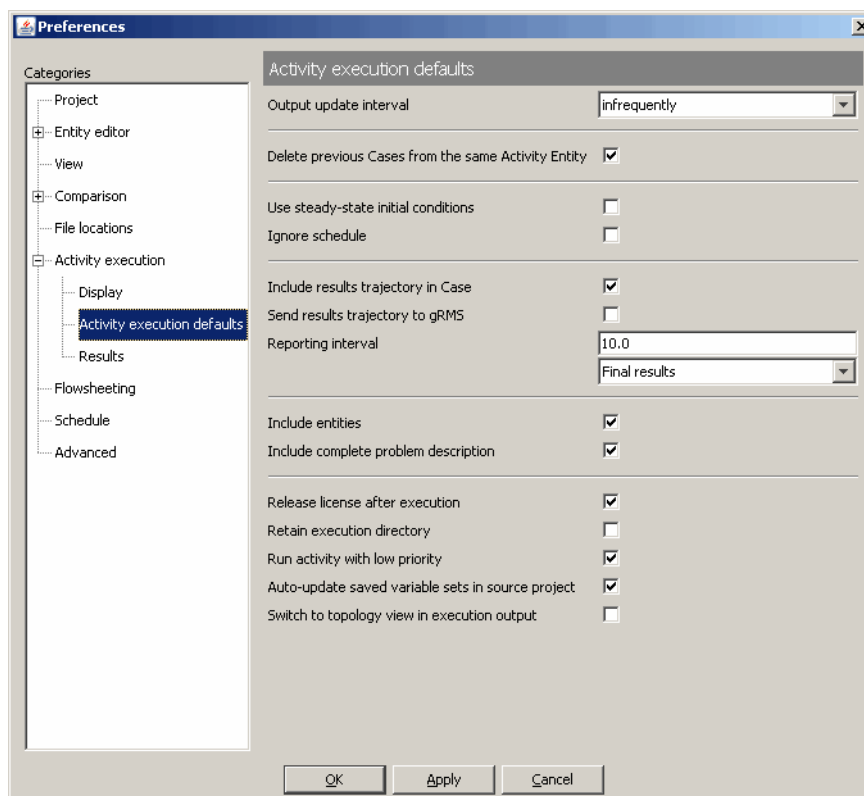 Preferences
Categories
Project
Entity editor
View
Comparison
File locations
Activity execution
Display
Activity execution defaults
Results
Flowsheeting
Schedule
Advanced
Activity execution defaults
Output update interval infrequently
Delete previous Cases from the same Activity Entity
Use steady-state initial conditions
Ignore schedule
Include results trajectory in Case
Send results trajectory to gRMS
Reporting interval 10.0
Final results
Include entities
Include complete problem description
Release license after execution
Retain execution directory
Run activity with low priority
Auto-update saved variable sets in source project
Switch to topology view in execution output
OK Apply Cancel